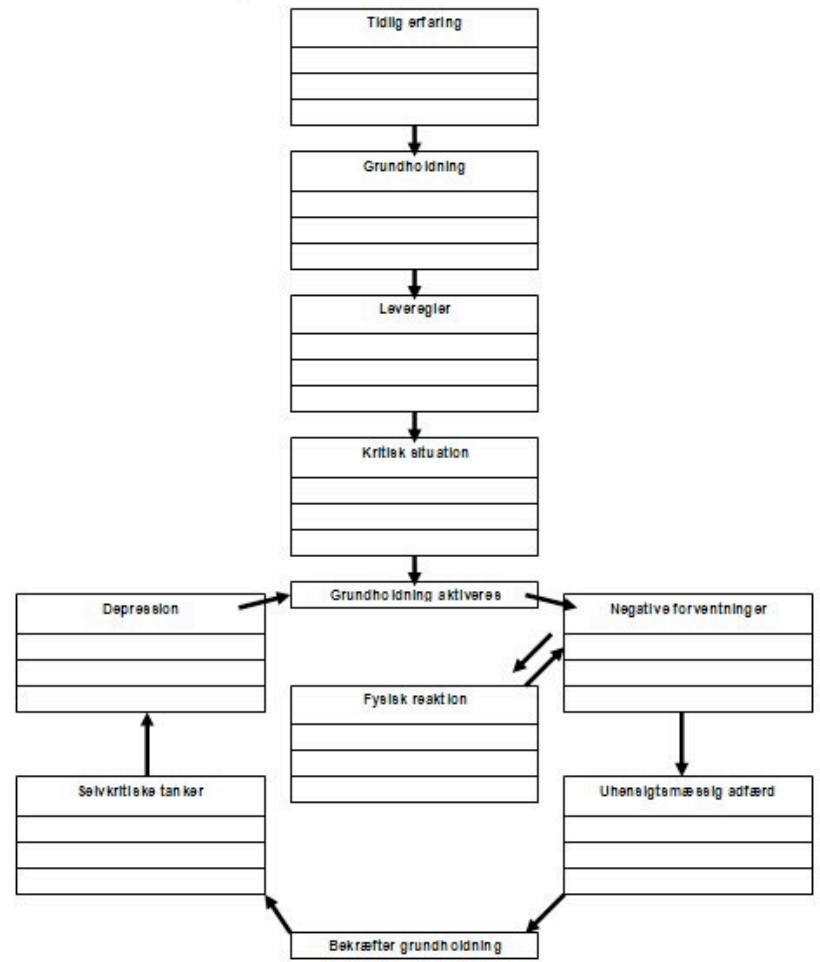 Tidlig erfaring
Grundholdning
Leveregler
Kritisk situation
Grundholdning aktiveres
Depression
Negative forventninger
Fysisk reaktion
Selvkritiske tanker
Uhensigtsmæssig adfærd
Bekræfter grundholdning